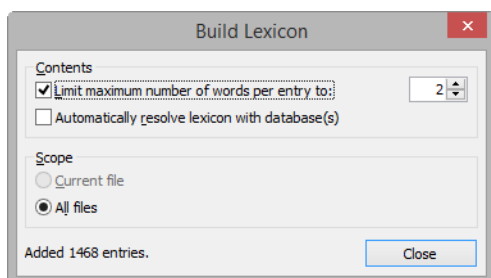 Build Lexicon
Contents
Limit maximum number of words per entry to: 2
Automatically resolve lexicon with database(s)
Scope
Current file
All files
Added 1468 entries. Close